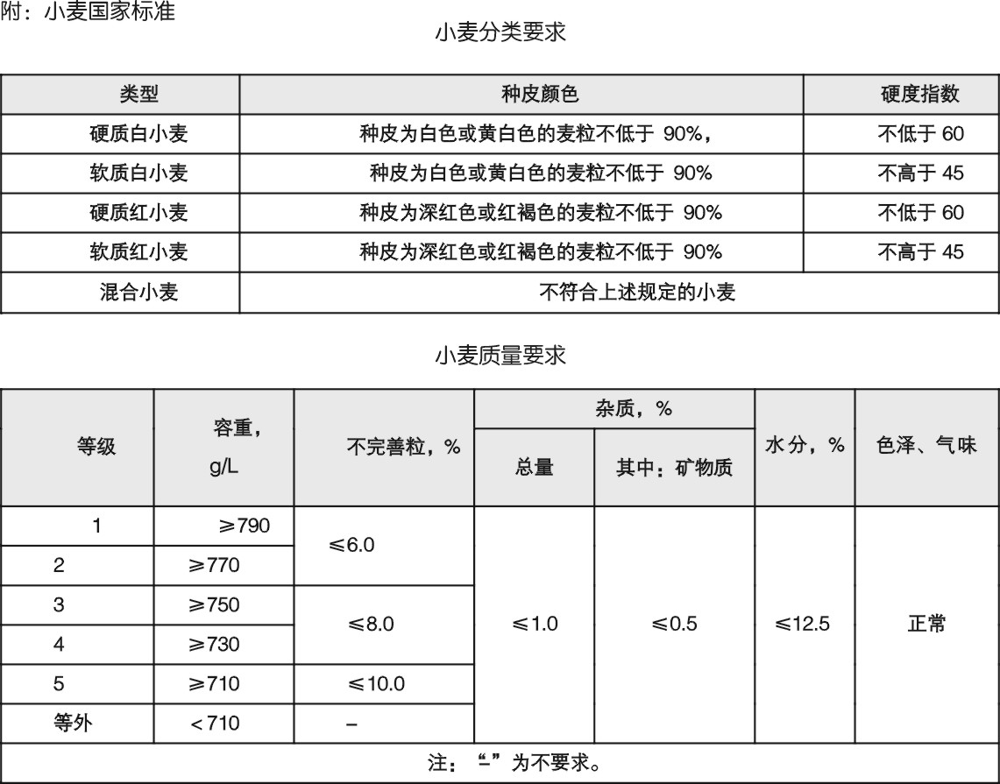 附：小麦国家标准
小麦分类要求
类型 种皮颜色 硬度指数
硬质白小麦 种皮为白色或黄白色的麦粒不低于 90%， 不低于 60
软质白小麦 种皮为白色或黄白色的麦粒不低于 90% 不高于 45
硬质红小麦 种皮为深红色或红褐色的麦粒不低于 90% 不低于 60
软质红小麦 种皮为深红色或红褐色的麦粒不低于 90% 不高于 45
混合小麦 不符合上述规定的小麦
小麦质量要求
等级 容重，g/L 不完善粒，% 杂质，% 水分，% 色泽、气味
总量 其中：矿物质
1 ≥790 ≤6.0 ≤1.0 ≤0.5 ≤12.5 正常
2 ≥770
3 ≥750 ≤8.0
4 ≥730
5 ≥710 ≤10.0
等外 <710 –
注：“–”为不要求。